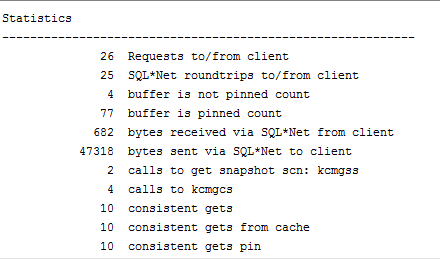 Statistics
-----------------------------------------------------------
26 Requests to/from client
25 SQL*Net roundtrips to/from client
4 buffer is not pinned count
77 buffer is pinned count
682 bytes received via SQL*Net from client
47318 bytes sent via SQL*Net to client
2 calls to get snapshot scn: kcmgss
4 calls to kcmgcs
10 consistent gets
10 consistent gets from cache
10 consistent gets pin